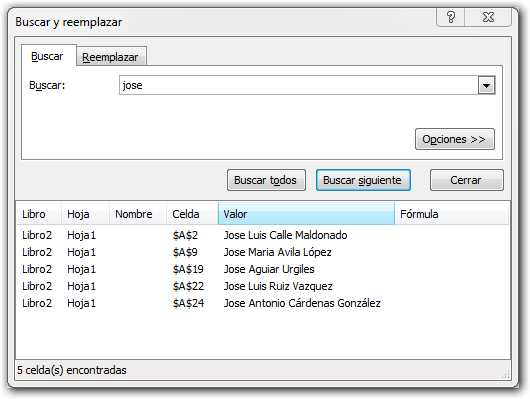 Buscar y reemplazar
Buscar Reemplazar
Buscar: jose
Opciones >>
Buscar todos Buscar siguiente Cerrar
Libro Hoja Nombre Celda Valor Fórmula
Libro2 Hoja1 $A$2 Jose Luis Calle Maldonado
Libro2 Hoja1 $A$9 Jose Maria Avila López
Libro2 Hoja1 $A$19 Jose Aguiar Urgiles
Libro2 Hoja1 $A$22 Jose Luis Ruiz Vazquez
Libro2 Hoja1 $A$24 Jose Antonio Cárdenas González
5 celda(s) encontradas